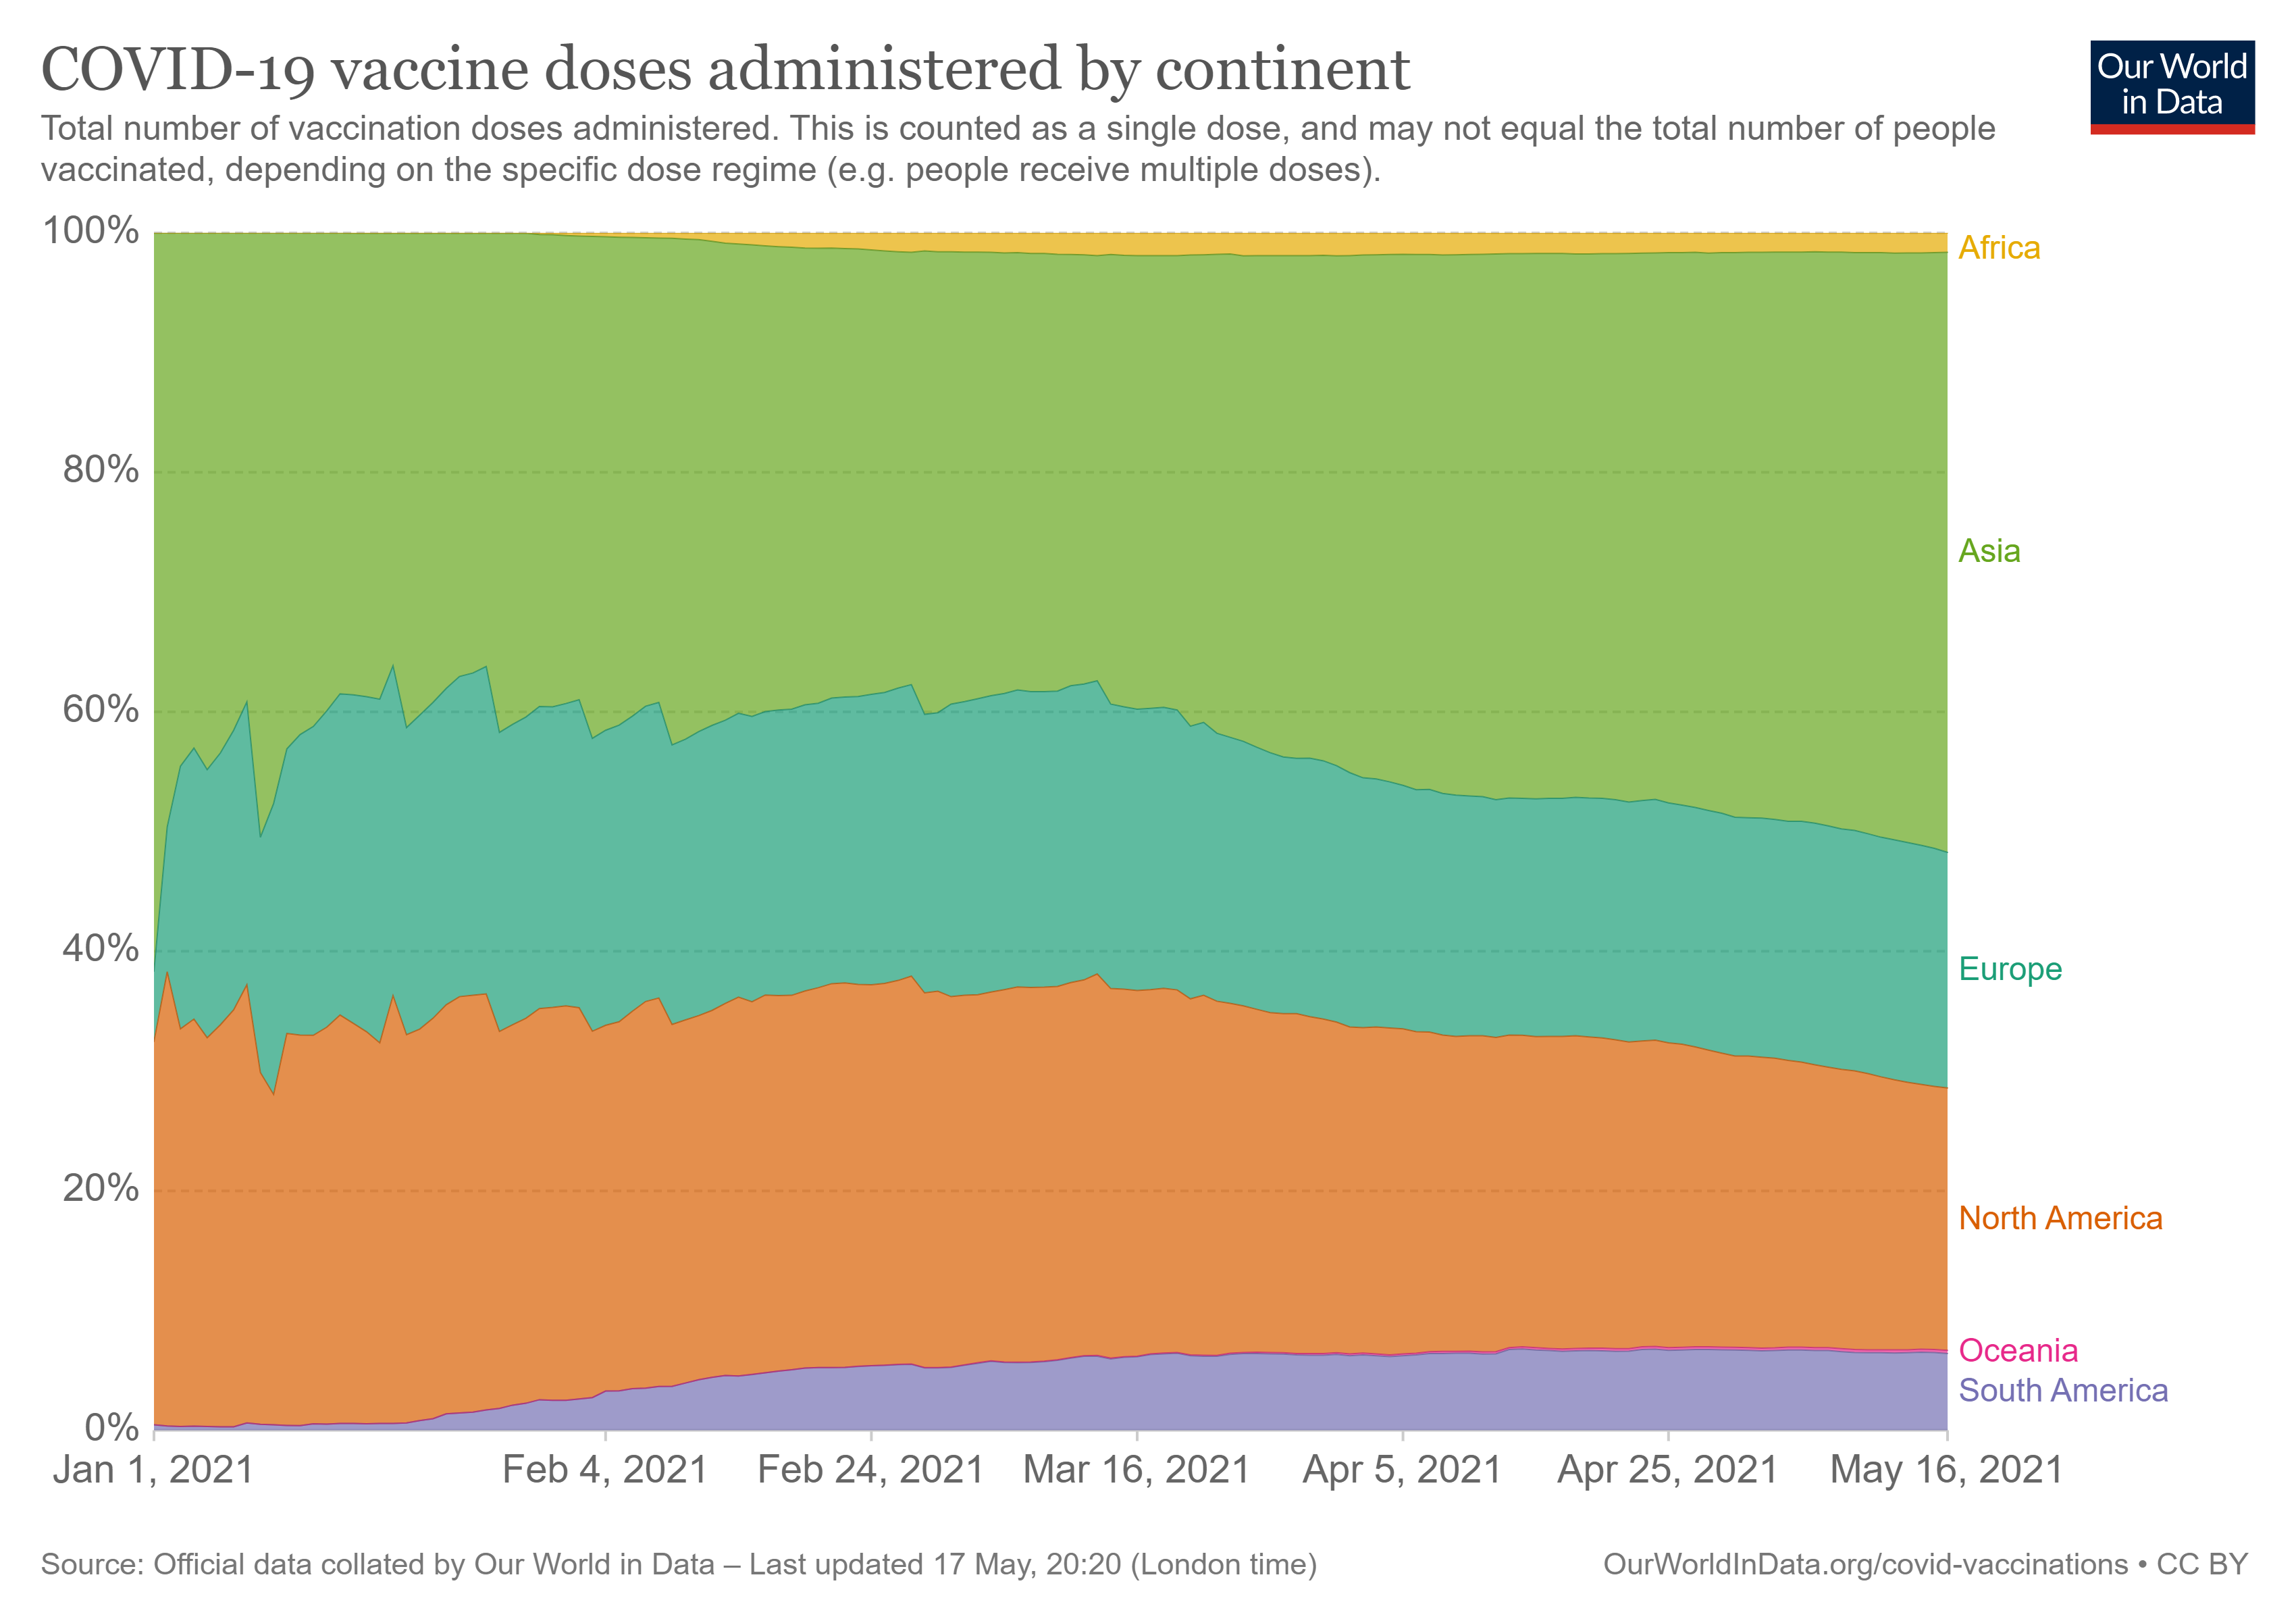 COVID-19 vaccine doses administered by continent
Our World
in Data
Total number of vaccination doses administered. This is counted as a single dose, and may not equal the total number of people
vaccinated, depending on the specific dose regime (e.g. people receive multiple doses).
100%
Africa
80%
Asia
60%
40%
Europe
20%
North America
Oceania
South America
0%
Jan 1, 2021
Feb 4, 2021
Feb 24, 2021
Mar 16, 2021
Apr 5, 2021
Apr 25, 2021
May 16, 2021
Source: Official data collated by Our World in Data – Last updated 17 May, 20:20 (London time)
OurWorldInData.org/covid-vaccinations • CC BY